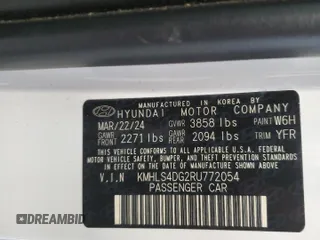 MANUFACTURED IN KOREA BY
HYUNDAI MOTOR COMPANY
MAR/22/24 GVWR 3858 lbs PAINT W6H
GAWR FRONT 2271 lbs GAWR REAR 2094 lbs TRIM YFR
THIS VEHICLE CONFORMS TO ALL APPLICABLE U.S. FEDERAL MOTOR
VEHICLE SAFETY, BUMPER, AND THEFT PREVENTION STANDARDS
IN EFFECT ON THE DATE OF MANUFACTURE SHOWN ABOVE.
V.I.N KMHLS4DG2RU772054
PASSENGER CAR
DREAMBID